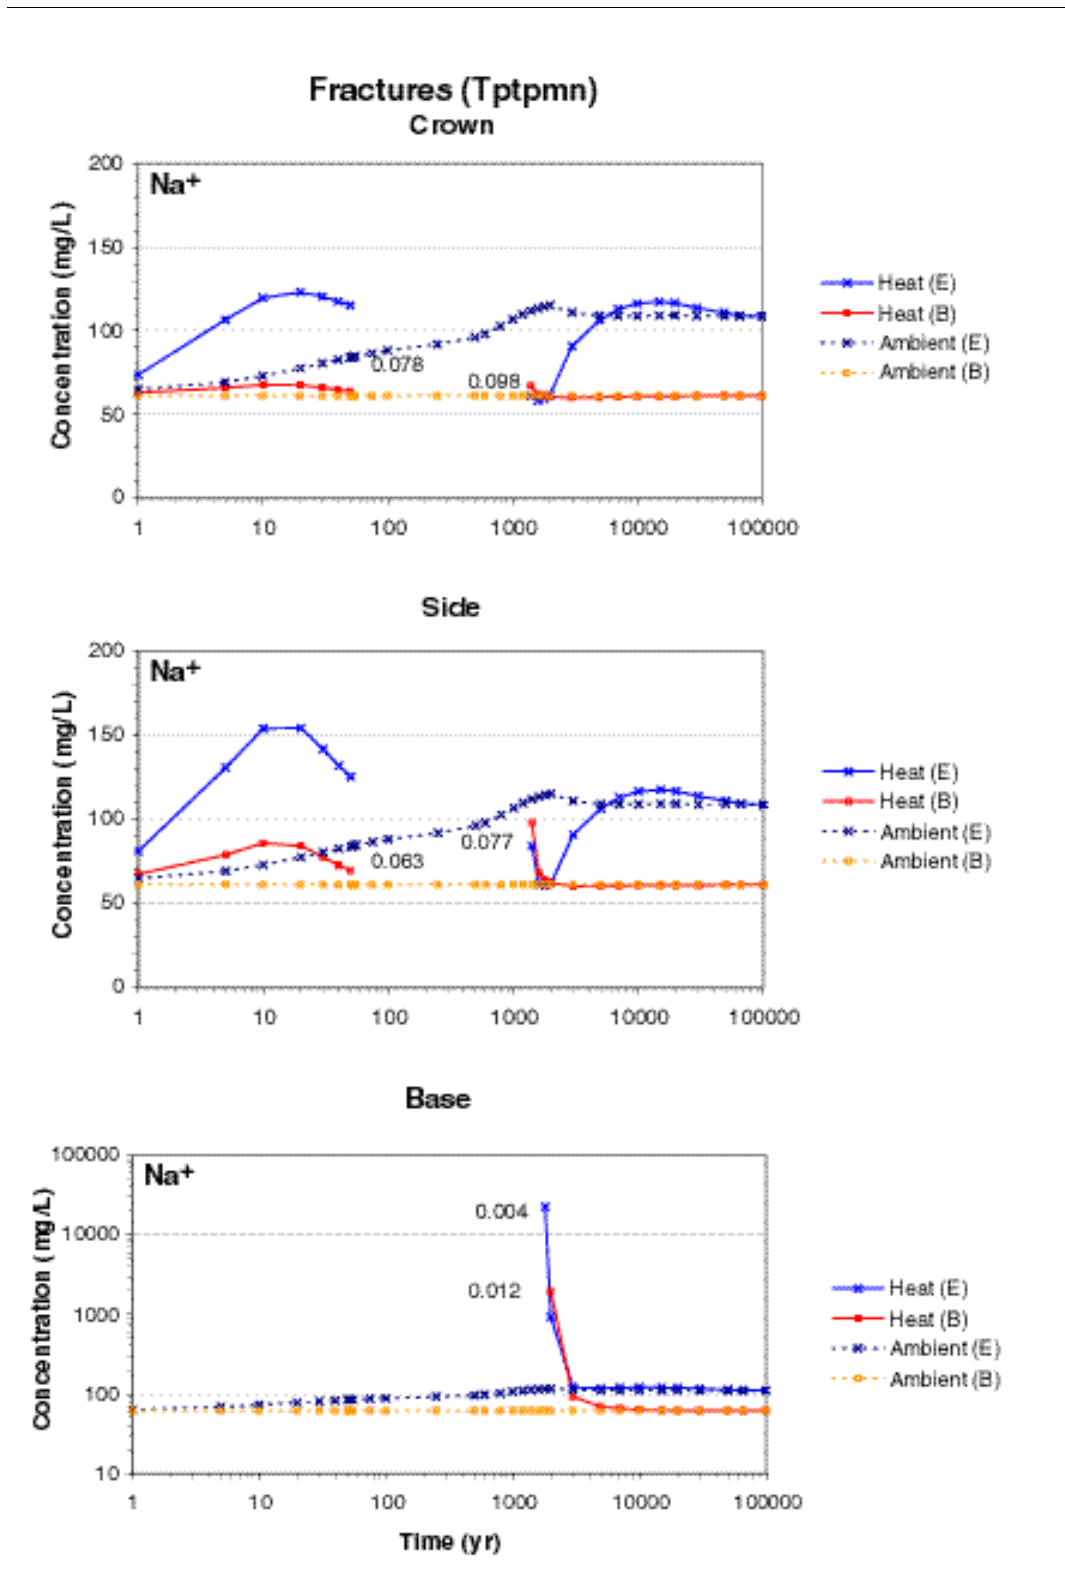 Fractures (Tptpmn)
Crown
Na+
Concentration (mg/L)
200
150
100
50
0
0.078
0.098
1 10 100 1000 10000 100000
Heat (E)
Heat (B)
Ambient (E)
Ambient (B)
Side
Na+
Concentration (mg/L)
200
150
100
50
0
0.077
0.063
1 10 100 1000 10000 100000
Heat (E)
Heat (B)
Ambient (E)
Ambient (B)
Base
Na+
Concentration (mg/L)
100000
10000
1000
100
10
0.004
0.012
1 10 100 1000 10000 100000
Time (yr)
Heat (E)
Heat (B)
Ambient (E)
Ambient (B)